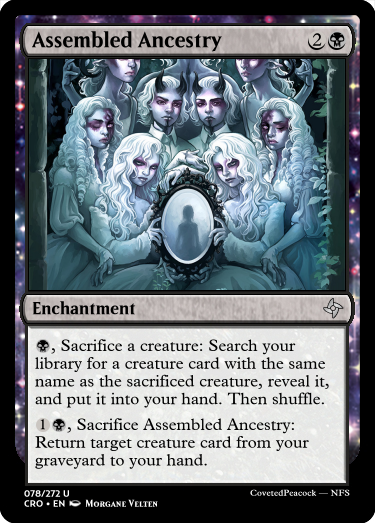 Assembled Ancestry 2
Enchantment
, Sacrifice a creature: Search your
library for a creature card with the same
name as the sacrificed creature, reveal it,
and put it into your hand. Then shuffle.
1 , Sacrifice Assembled Ancestry:
Return target creature card from your
graveyard to your hand.
078/272 U
CRO • EN Morgane Velten
CovetedPeacock — NFS